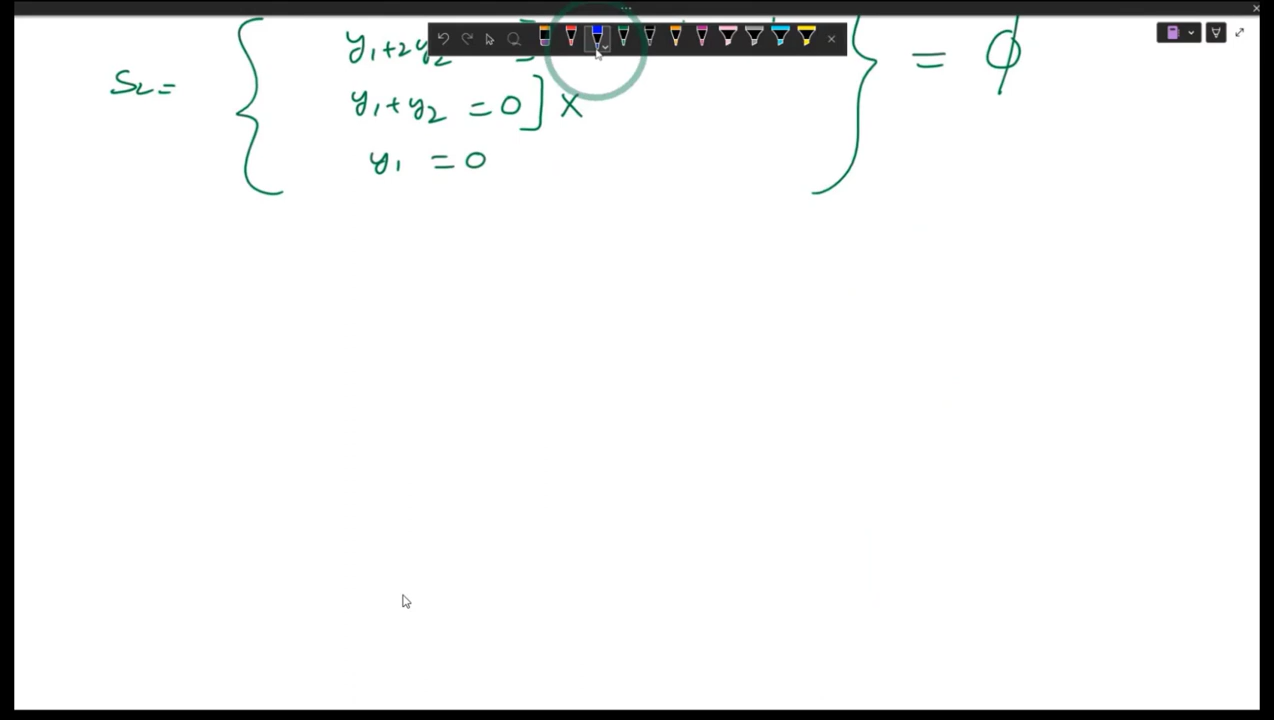 y₁+2y₂ =
S₂ =
= φ
y₁+y₂ = 0 ] X
y₁ = 0